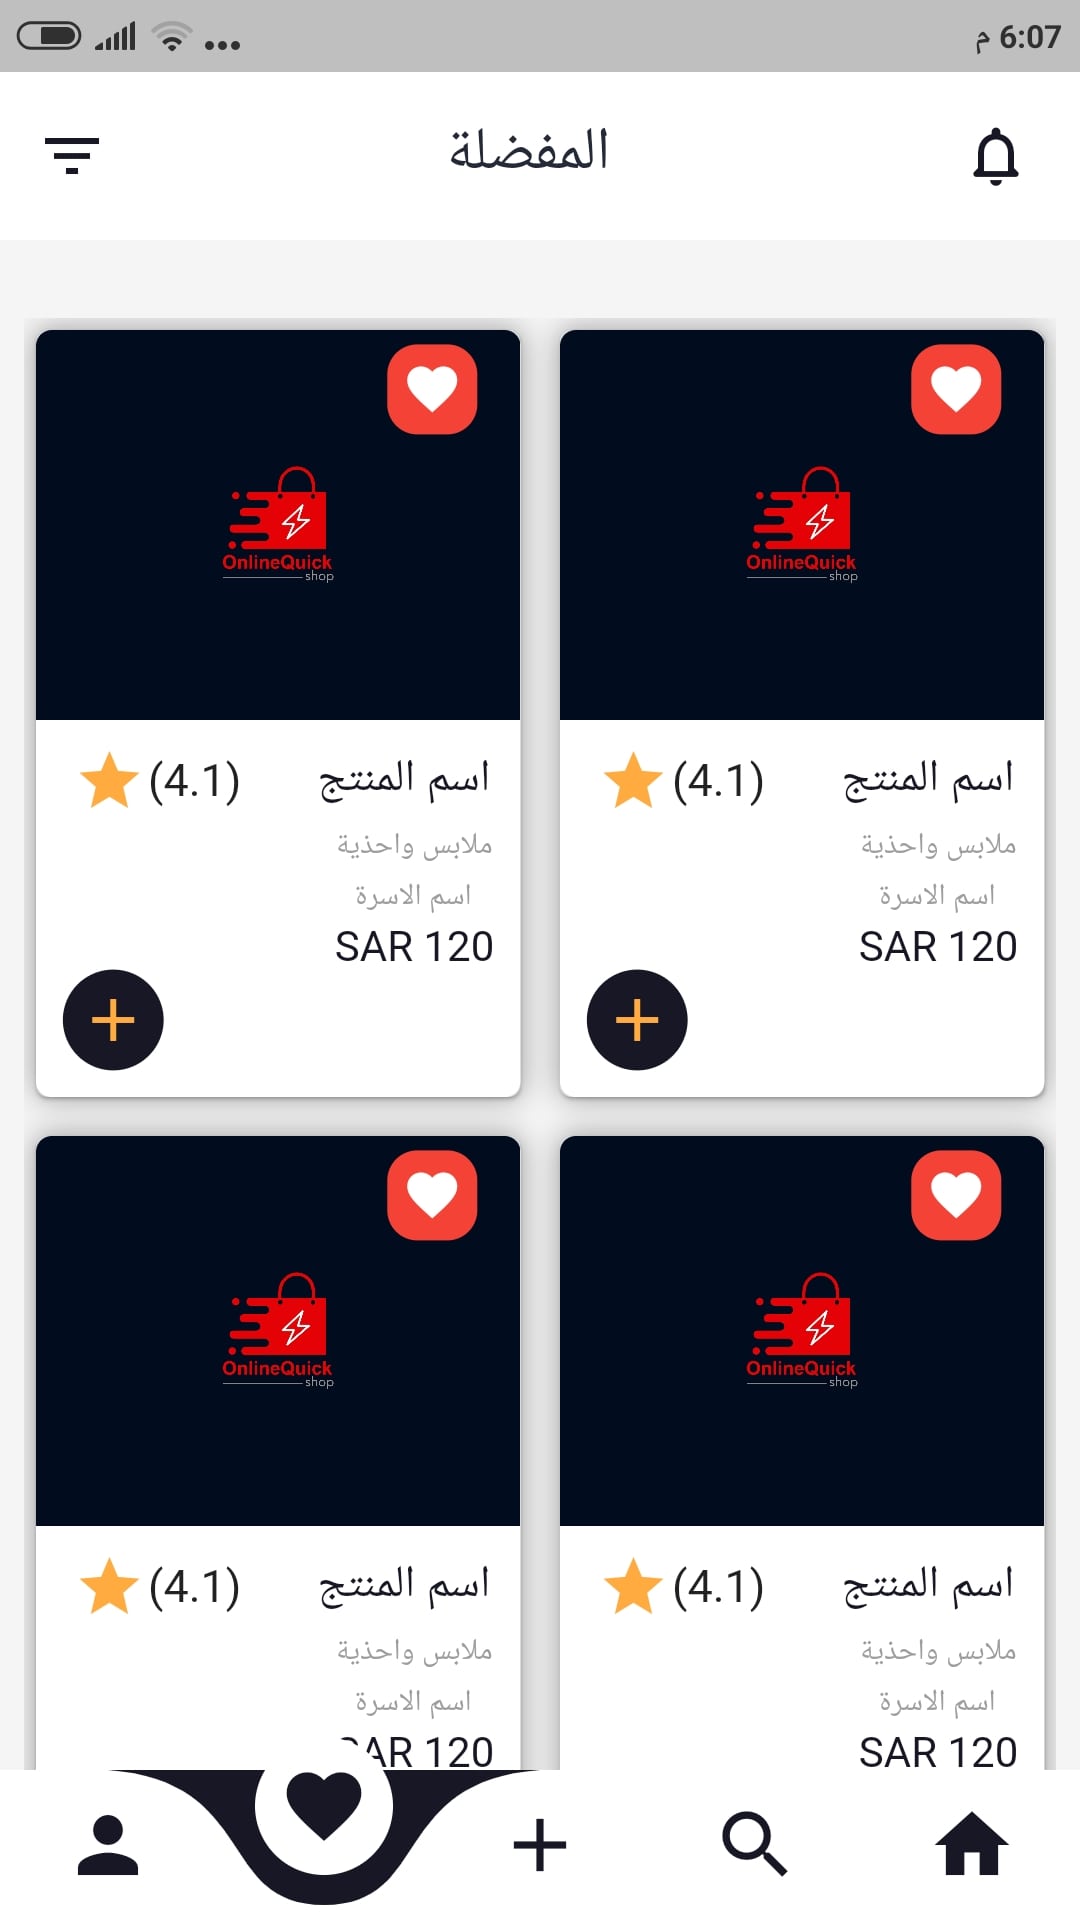 6:07 م
المفضلة
OnlineQuick
shop
OnlineQuick
shop
اسم المنتج (4.1)
ملابس واحذية
اسم الاسرة
SAR 120
اسم المنتج (4.1)
ملابس واحذية
اسم الاسرة
SAR 120
OnlineQuick
shop
OnlineQuick
shop
اسم المنتج (4.1)
ملابس واحذية
اسم الاسرة
SAR 120
اسم المنتج (4.1)
ملابس واحذية
اسم الاسرة
SAR 120